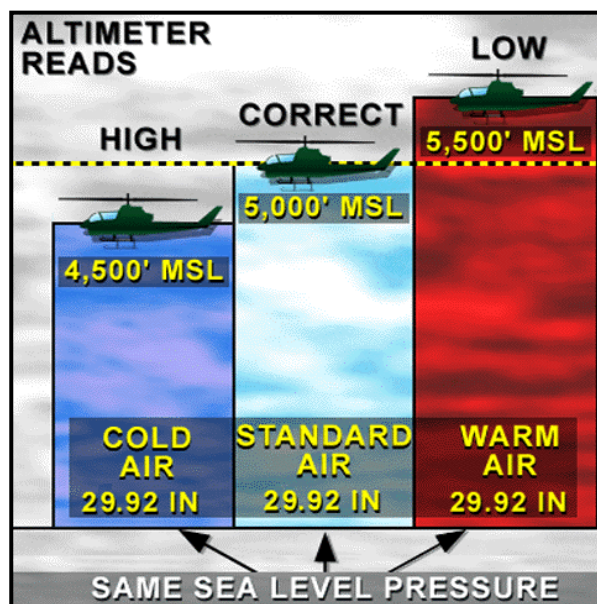 ALTIMETER
READS
LOW
CORRECT
HIGH
5,500' MSL
5,000' MSL
4,500' MSL
COLD
AIR
29.92 IN
STANDARD
AIR
29.92 IN
WARM
AIR
29.92 IN
SAME SEA LEVEL PRESSURE